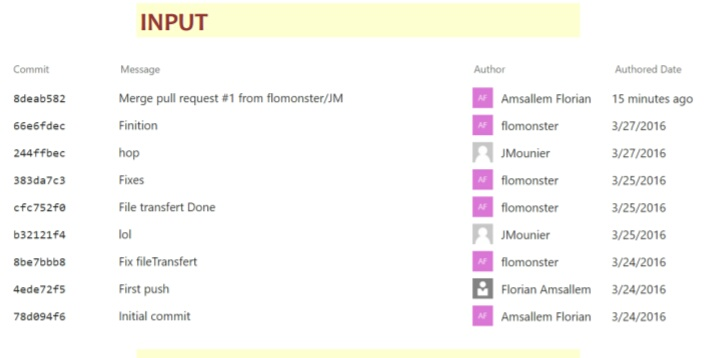 INPUT
Commit Message Author Authored Date
8deab582 Merge pull request #1 from flomonster/JM AF Amsallem Florian 15 minutes ago
66e6fdec Finition AF flomonster 3/27/2016
244ffbec hop JMounier 3/27/2016
383da7c3 Fixes AF flomonster 3/25/2016
cfc752f0 File transfert Done AF flomonster 3/25/2016
b32121f4 lol JMounier 3/25/2016
8be7bbb8 Fix fileTransfert AF flomonster 3/24/2016
4ede72f5 First push Florian Amsallem 3/24/2016
78d094f6 Initial commit AF Amsallem Florian 3/24/2016